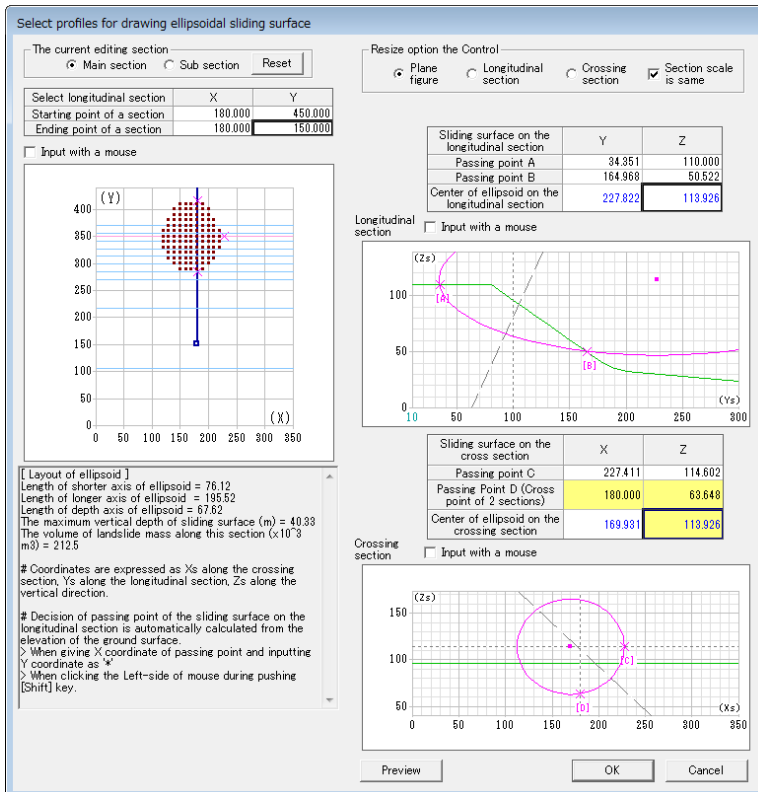 Select profiles for drawing ellipsoidal sliding surface
The current editing section
Main section
Sub section
Reset
Select longitudinal section X Y
Starting point of a section 180.000 450.000
Ending point of a section 180.000 150.000
Input with a mouse
(Y)
400
350
300
250
200
150
100
50
0
(X)
0 50 100 150 200 250 300 350
[ Layout of ellipsoid ]
Length of shorter axis of ellipsoid = 76.12
Length of longer axis of ellipsoid = 195.52
Length of depth axis of ellipsoid = 67.62
The maximum vertical depth of sliding surface (m) = 40.33
The volume of landslide mass along this section (x10^3
m3) = 212.5
# Coordinates are expressed as Xs along the crossing
section, Ys along the longitudinal section, Zs along the
vertical direction.
# Decision of passing point of the sliding surface on the
longitudinal section is automatically calculated from the
elevation of the ground surface.
> When giving X coordinate of passing point and inputting
Y coordinate as '*'
> When clicking the Left-side of mouse during pushing
[Shift] key.
Resize option the Control
Plane
figure
Longitudinal
section
Crossing
section
Section scale
is same
Sliding surface on the
longitudinal section Y Z
Passing point A 34.351 110.000
Passing point B 164.968 50.522
Center of ellipsoid on the
longitudinal section 227.822 113.926
Longitudinal
section
Input with a mouse
(Zs)
100
[A]
50
[B]
0
(Ys)
10 50 100 150 200 250 300
Sliding surface on the
cross section X Z
Passing point C 227.411 114.602
Passing Point D (Cross
point of 2 sections) 180.000 63.648
Center of ellipsoid on the
crossing section 169.931 113.926
Crossing
section
Input with a mouse
(Zs)
150
100
[C]
50
[D]
(Xs)
0 50 100 150 200 250 300 350
Preview
OK
Cancel